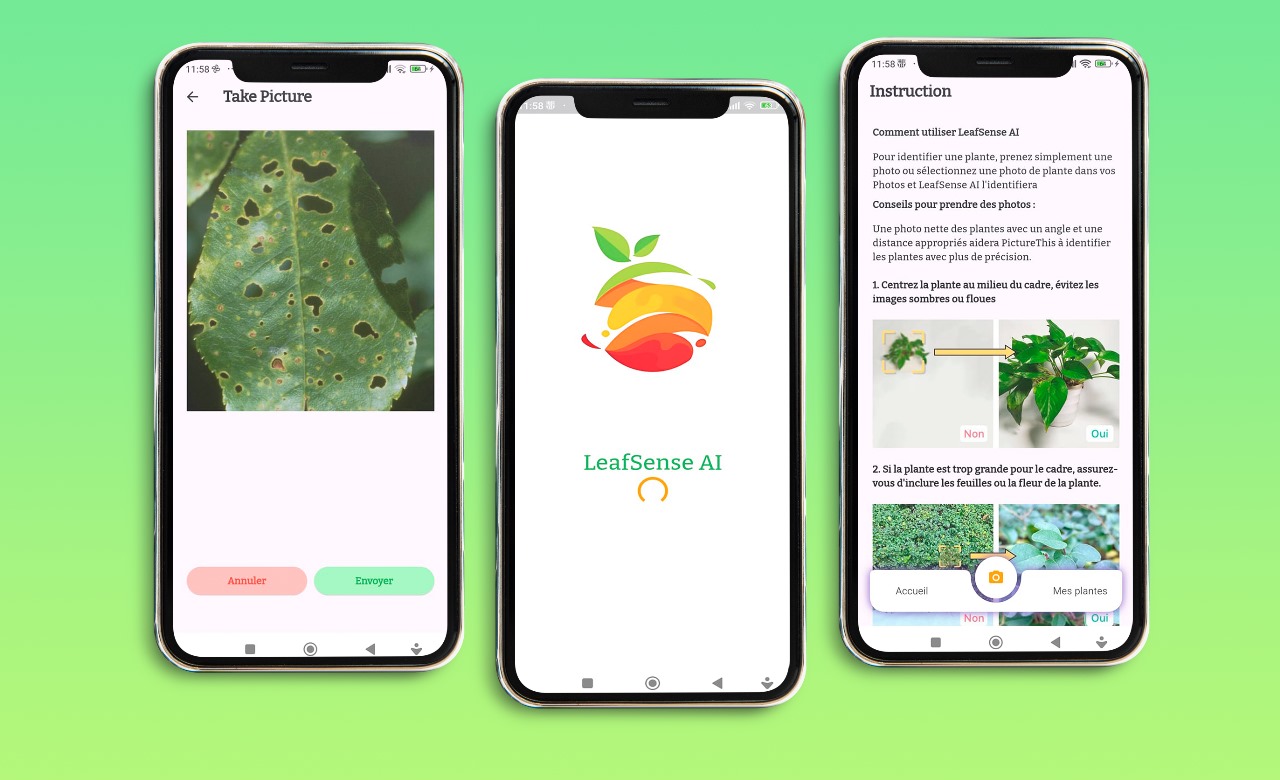 11:58
Take Picture
Annuler
Envoyer
:58
LeafSense AI
11:58
Instruction
Comment utiliser LeafSense AI
Pour identifier une plante, prenez simplement une
photo ou sélectionnez une photo de plante dans vos
Photos et LeafSense AI l'identifiera
Conseils pour prendre des photos :
Une photo nette des plantes avec un angle et une
distance appropriés aidera PictureThis à identifier
les plantes avec plus de précision.
1. Centrez la plante au milieu du cadre, évitez les
images sombres ou floues
Non
Oui
2. Si la plante est trop grande pour le cadre, assurez-
vous d'inclure les feuilles ou la fleur de la plante.
Accueil
Mes plantes
Non
Oui